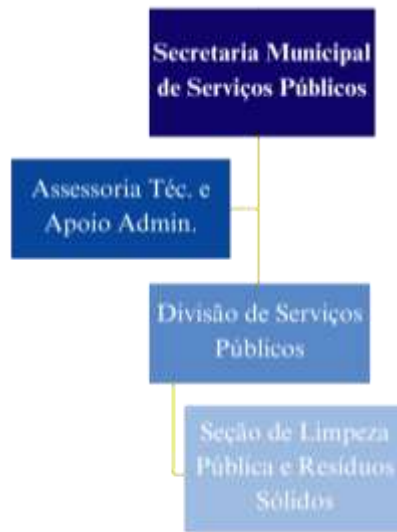 Secretaria Municipal
de Serviços Públicos
Assessoria Téc. e
Apoio Admin.
Divisão de Serviços
Públicos
Seção de Limpeza
Pública e Resíduos
Sólidos